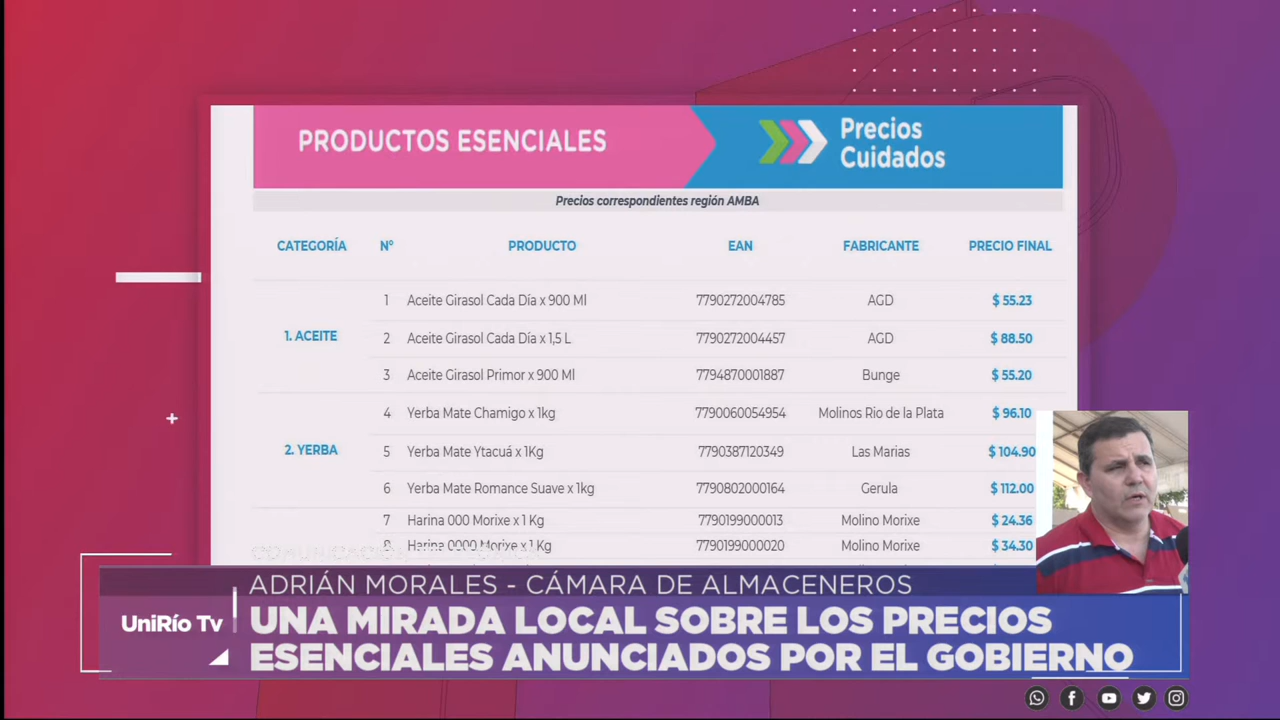 PRODUCTOS ESENCIALES
Precios
Cuidados
Precios correspondientes región AMBA
CATEGORÍA N° PRODUCTO EAN FABRICANTE PRECIO FINAL
1 Aceite Girasol Cada Día x 900 Ml 7790272004785 AGD $ 55.23
1. ACEITE 2 Aceite Girasol Cada Día x 1,5 L 7790272004457 AGD $ 88.50
3 Aceite Girasol Primor x 900 Ml 7794870001887 Bunge $ 55.20
4 Yerba Mate Chamigo x 1kg 7790060054954 Molinos Rio de la Plata $ 96.10
2. YERBA 5 Yerba Mate Ytacuá x 1Kg 7790387120349 Las Marias $ 104.90
6 Yerba Mate Romance Suave x 1kg 7790802000164 Gerula $ 112.00
7 Harina 000 Morixe x 1 Kg 7790199000013 Molino Morixe $ 24.36
8 Harina 0000 Morixe x 1 Kg 7790199000020 Molino Morixe $ 34.30
ADRIÁN MORALES - CÁMARA DE ALMACENEROS
UniRío Tv
UNA MIRADA LOCAL SOBRE LOS PRECIOS
ESENCIALES ANUNCIADOS POR EL GOBIERNO